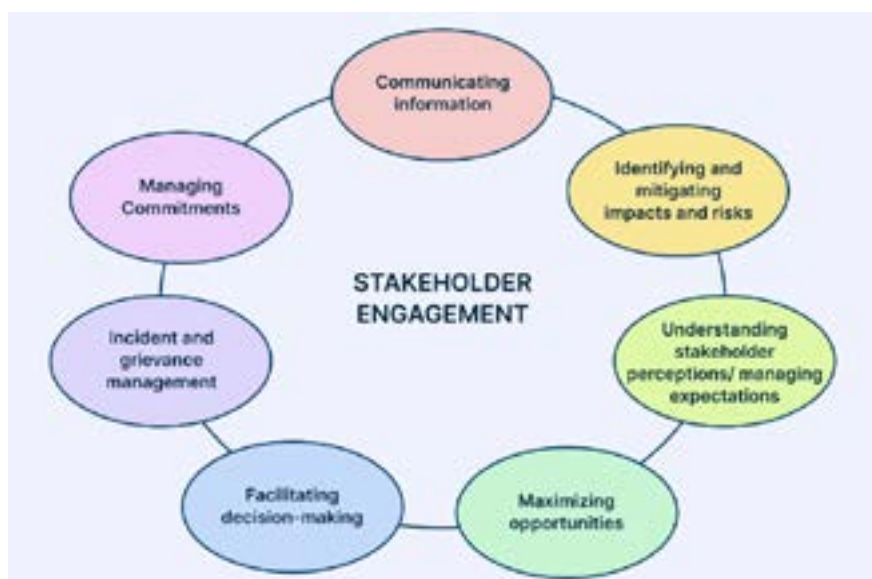 Communicating
information
Identifying and
mitigating
impacts and risks
Understanding
stakeholder
perceptions/ managing
expectations
Maximizing
opportunities
Facilitating
decision-making
Incident and
grievance
management
Managing
Commitments
STAKEHOLDER
ENGAGEMENT